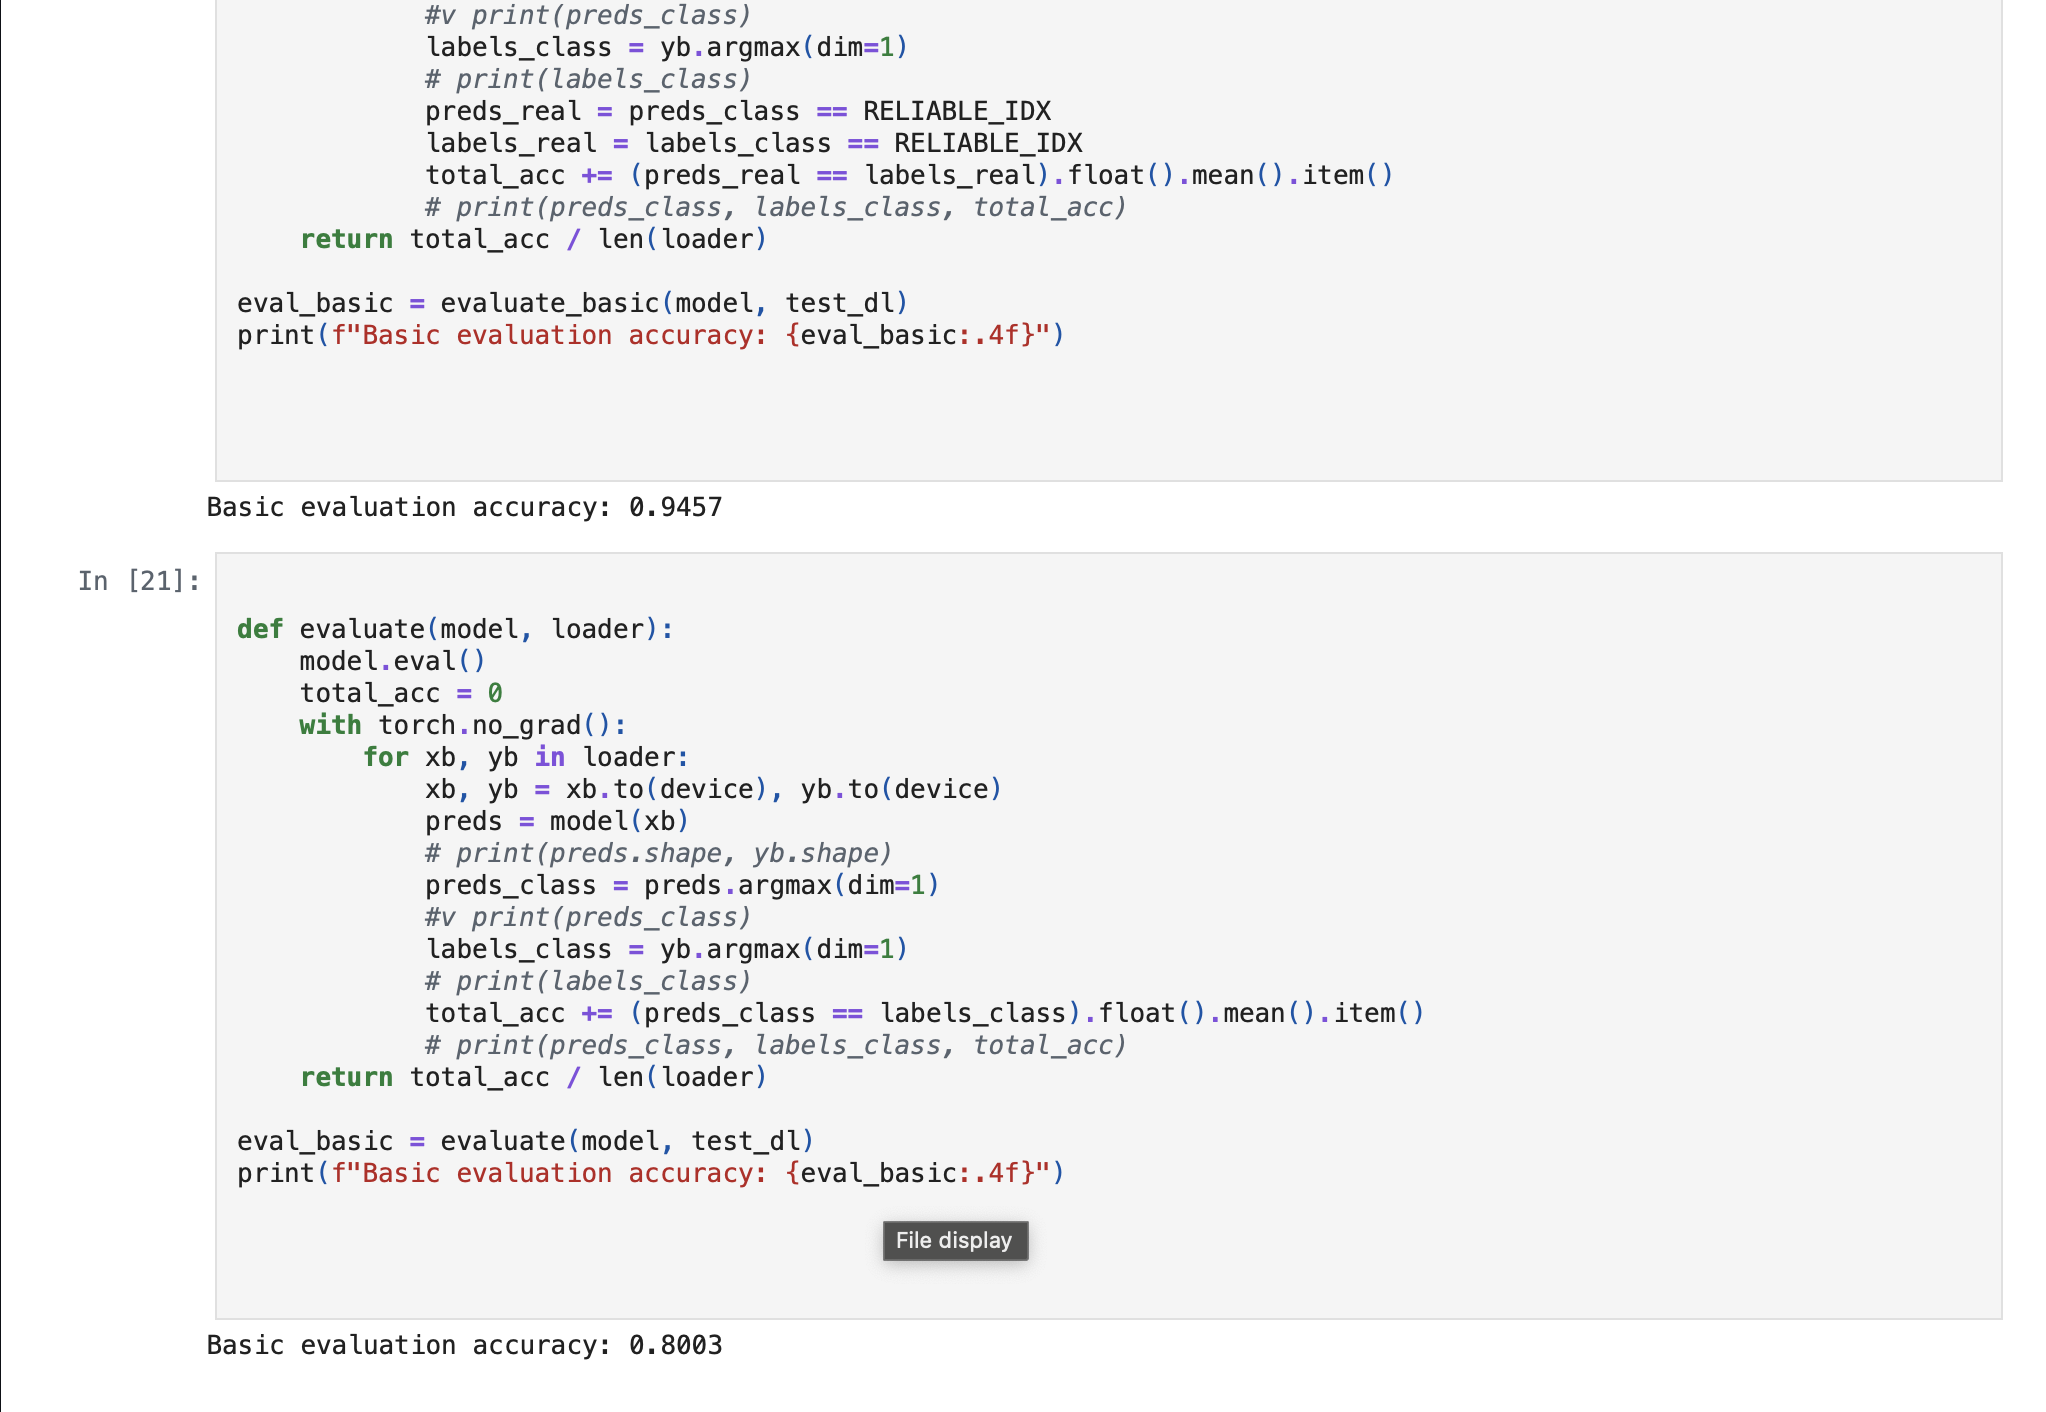 #v print(preds_class)
labels_class = yb.argmax(dim=1)
# print(labels_class)
preds_real = preds_class == RELIABLE_IDX
labels_real = labels_class == RELIABLE_IDX
total_acc += (preds_real == labels_real).float().mean().item()
# print(preds_class, labels_class, total_acc)
return total_acc / len(loader)
eval_basic = evaluate_basic(model, test_dl)
print(f"Basic evaluation accuracy: {eval_basic:.4f}")
Basic evaluation accuracy: 0.9457
In [21]:
def evaluate(model, loader):
model.eval()
total_acc = 0
with torch.no_grad():
for xb, yb in loader:
xb, yb = xb.to(device), yb.to(device)
preds = model(xb)
# print(preds.shape, yb.shape)
preds_class = preds.argmax(dim=1)
#v print(preds_class)
labels_class = yb.argmax(dim=1)
# print(labels_class)
total_acc += (preds_class == labels_class).float().mean().item()
# print(preds_class, labels_class, total_acc)
return total_acc / len(loader)
eval_basic = evaluate(model, test_dl)
print(f"Basic evaluation accuracy: {eval_basic:.4f}")
File display
Basic evaluation accuracy: 0.8003